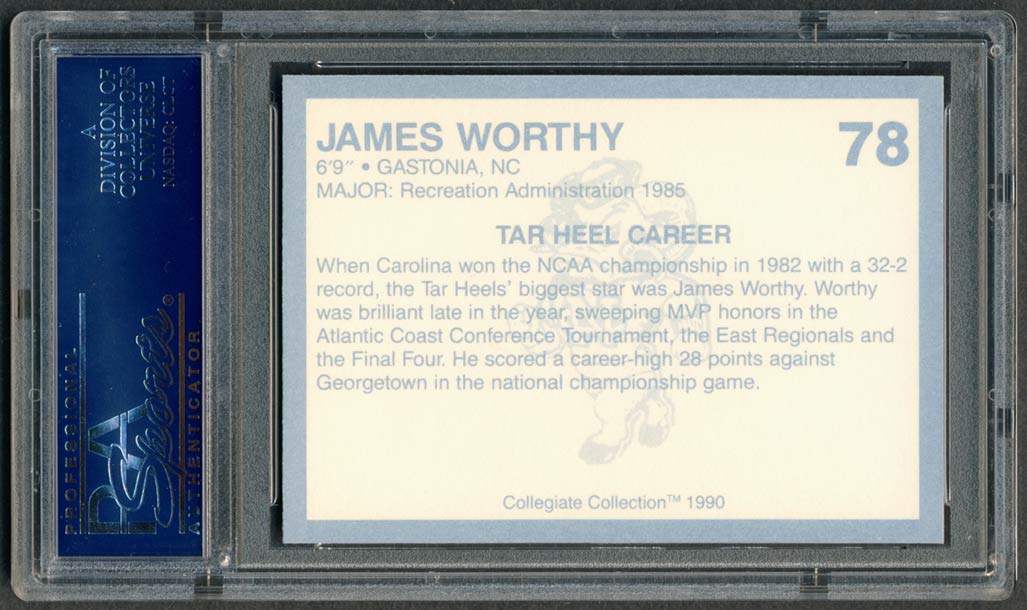 A
DIVISION OF
COLLECTORS
UNIVERSE
NASDAQ: CLCT
PROFESSIONAL
PSA
Sports®
AUTHENTICATOR
JAMES WORTHY
78
6'9" • GASTONIA, NC
MAJOR: Recreation Administration 1985
TAR HEEL CAREER
When Carolina won the NCAA championship in 1982 with a 32-2
record, the Tar Heels' biggest star was James Worthy. Worthy
was brilliant late in the year, sweeping MVP honors in the
Atlantic Coast Conference Tournament, the East Regionals and
the Final Four. He scored a career-high 28 points against
Georgetown in the national championship game.
Collegiate Collection™ 1990